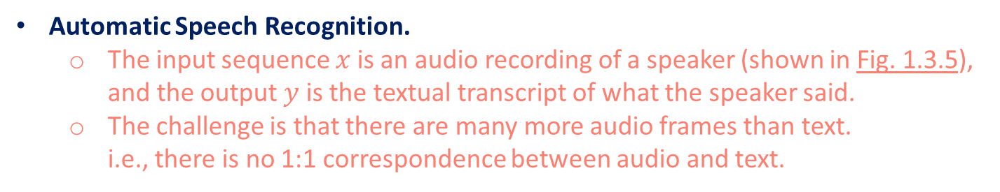 • Automatic Speech Recognition.
o The input sequence 𝑥 is an audio recording of a speaker (shown in Fig. 1.3.5),
and the output 𝑦 is the textual transcript of what the speaker said.
o The challenge is that there are many more audio frames than text.
i.e., there is no 1:1 correspondence between audio and text.